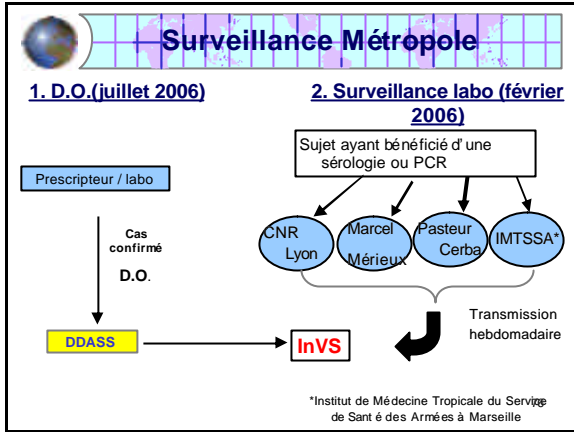 Surveillance Métropole
1. D.O.(juillet 2006)
2. Surveillance labo (février
2006)
Sujet ayant bénéficié d'une
sérologie ou PCR
Prescripteur / labo
Cas
confirmé
D.O.
DDASS
InVS
CNR
Lyon
Marcel
Mérieux
Pasteur
Cerba
IMTSSA*
Transmission
hebdomadaire
*Institut de Médecine Tropicale du Service
de Sant é des Armées à Marseille